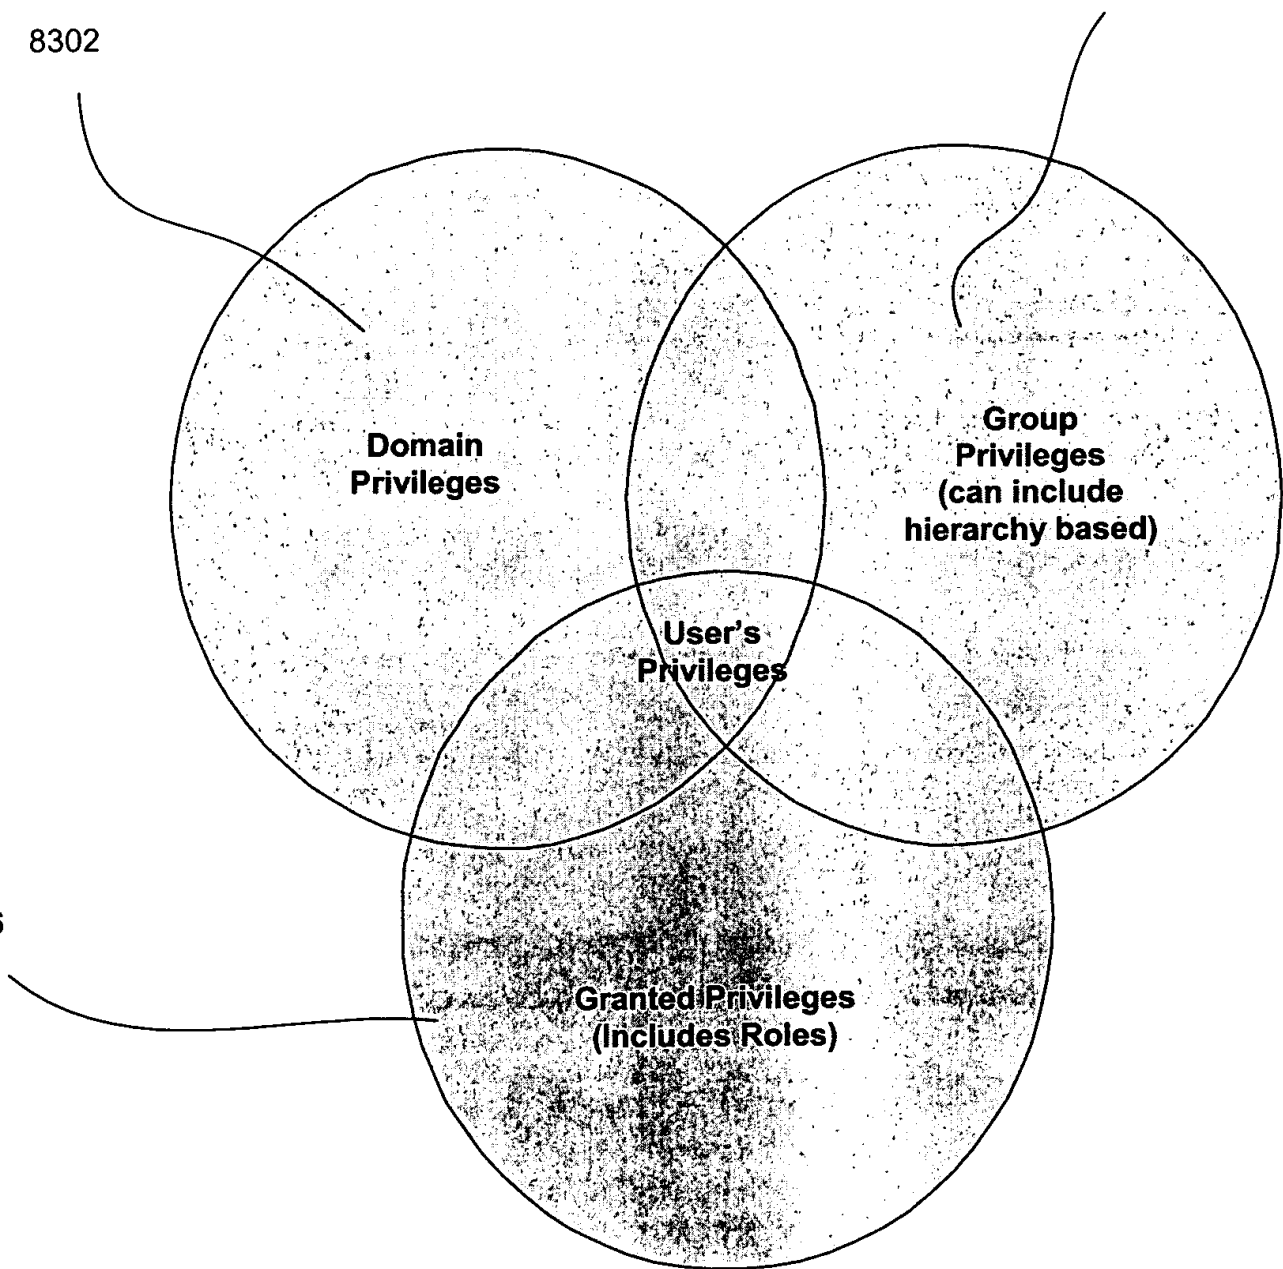 8302
Domain
Privileges
Group
Privileges
(can include
hierarchy based)
User's
Privileges
Granted Privileges
(Includes Roles)